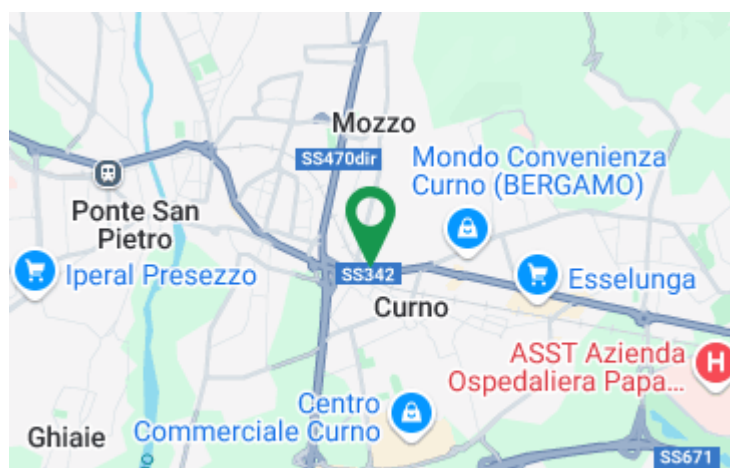 Mozzo
SS470dir
Mondo Convenienza
Curno (BERGAMO)
Ponte San
Pietro
Iperal Presezzo
SS342
Esselunga
Curno
ASST Azienda
Ospedaliera Papa...
Centro
Commerciale Curno
Ghiaie
SS671
H